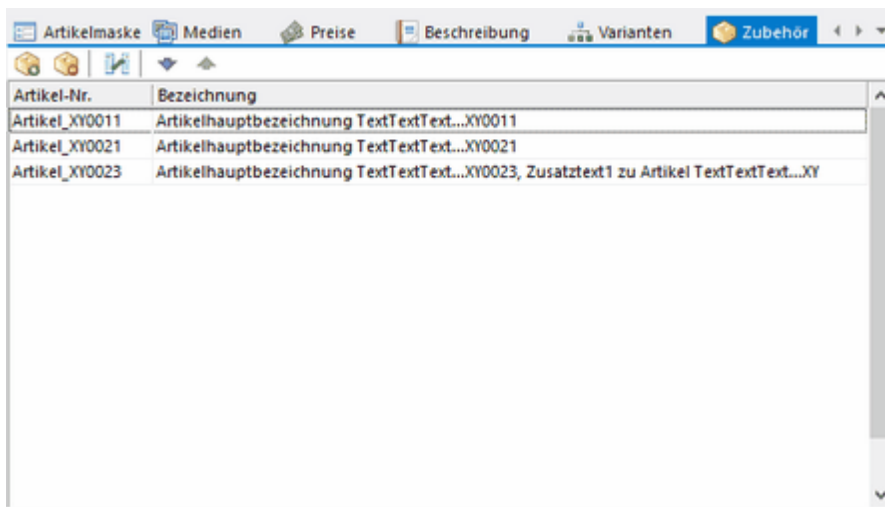 Artikelmaske Medien Preise Beschreibung Varianten Zubehör
Artikel-Nr. Bezeichnung
Artikel_XY0011 Artikelhauptbezeichnung TextTextText...XY0011
Artikel_XY0021 Artikelhauptbezeichnung TextTextText...XY0021
Artikel_XY0023 Artikelhauptbezeichnung TextTextText...XY0023, Zusatztext1 zu Artikel TextTextText...XY